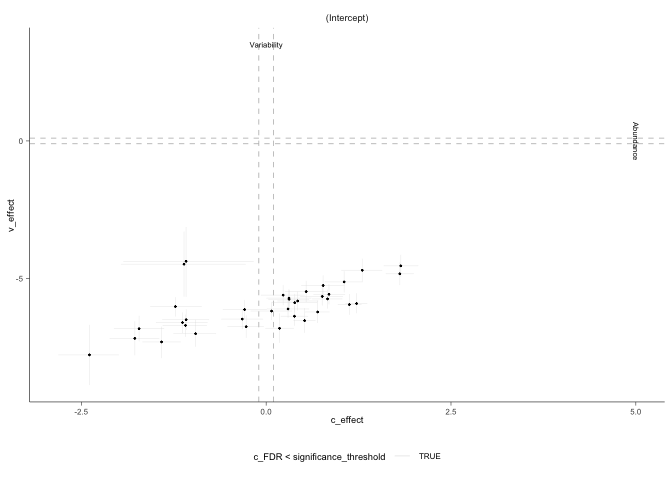 (Intercept)
Variability
Abundance
0
-5
v_effect
-2.5
0.0
2.5
5.0
c_effect
c_FDR < significance_threshold
TRUE